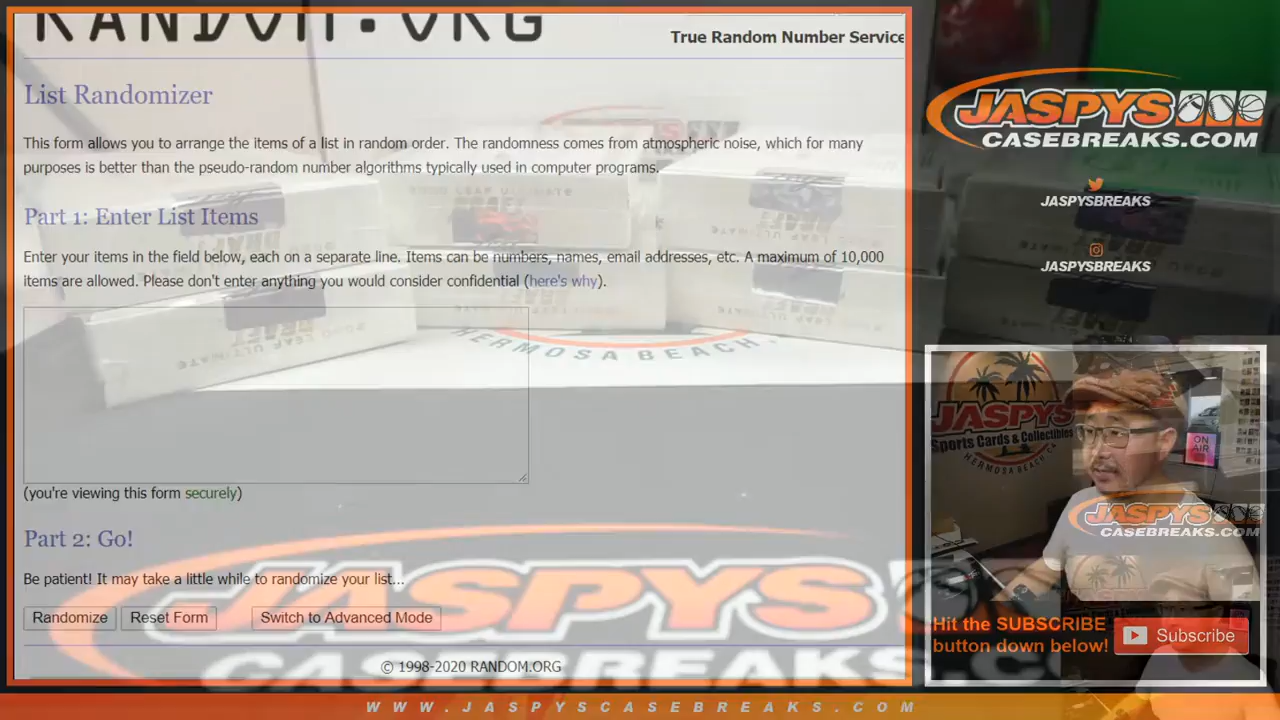 RANDOM.ORG
True Random Number Service
List Randomizer
This form allows you to arrange the items of a list in random order. The randomness comes from atmospheric noise, which for many
purposes is better than the pseudo-random number algorithms typically used in computer programs.
Part 1: Enter List Items
Enter your items in the field below, each on a separate line. Items can be numbers, names, email addresses, etc. A maximum of 10,000
items are allowed. Please don't enter anything you would consider confidential (here's why).
HERMOSA BEACH,
(you're viewing this form securely)
Part 2: Go!
Be patient! It may take a little while to randomize your list...
Randomize
Reset Form
Switch to Advanced Mode
© 1998-2020 RANDOM.ORG
JASPYS
CASEBREAKS.C
JASPYS
CASEBREAKS.COM
JASPYSBREAKS
JASPYSBREAKS
JASPYS
Sports Cards & Collectibles
HERMOSA BEACH, CA
ON
AIR
JASPYS
CASEBREAKS.COM
Hit the SUBSCRIBE
button down below!
Subscribe
WWW.JASPYSCASEBREAKS.COM